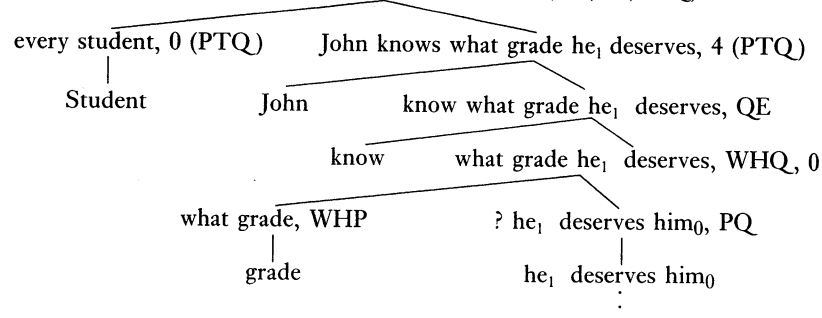 every student, 0 (PTQ) John knows what grade he₁ deserves, 4 (PTQ)
Student John know what grade he₁ deserves, QE
know what grade he₁ deserves, WHQ, 0
what grade, WHP ? he₁ deserves him₀, PQ
grade he₁ deserves him₀